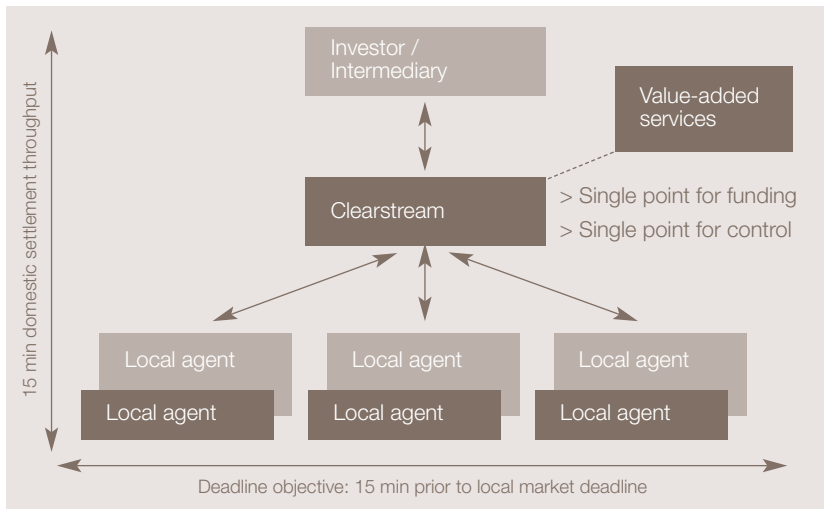 Investor /
Intermediary
Value-added
services
Clearstream
> Single point for funding
> Single point for control
15 min domestic settlement throughput
Local agent
Local agent
Local agent
Local agent
Local agent
Local agent
Deadline objective: 15 min prior to local market deadline